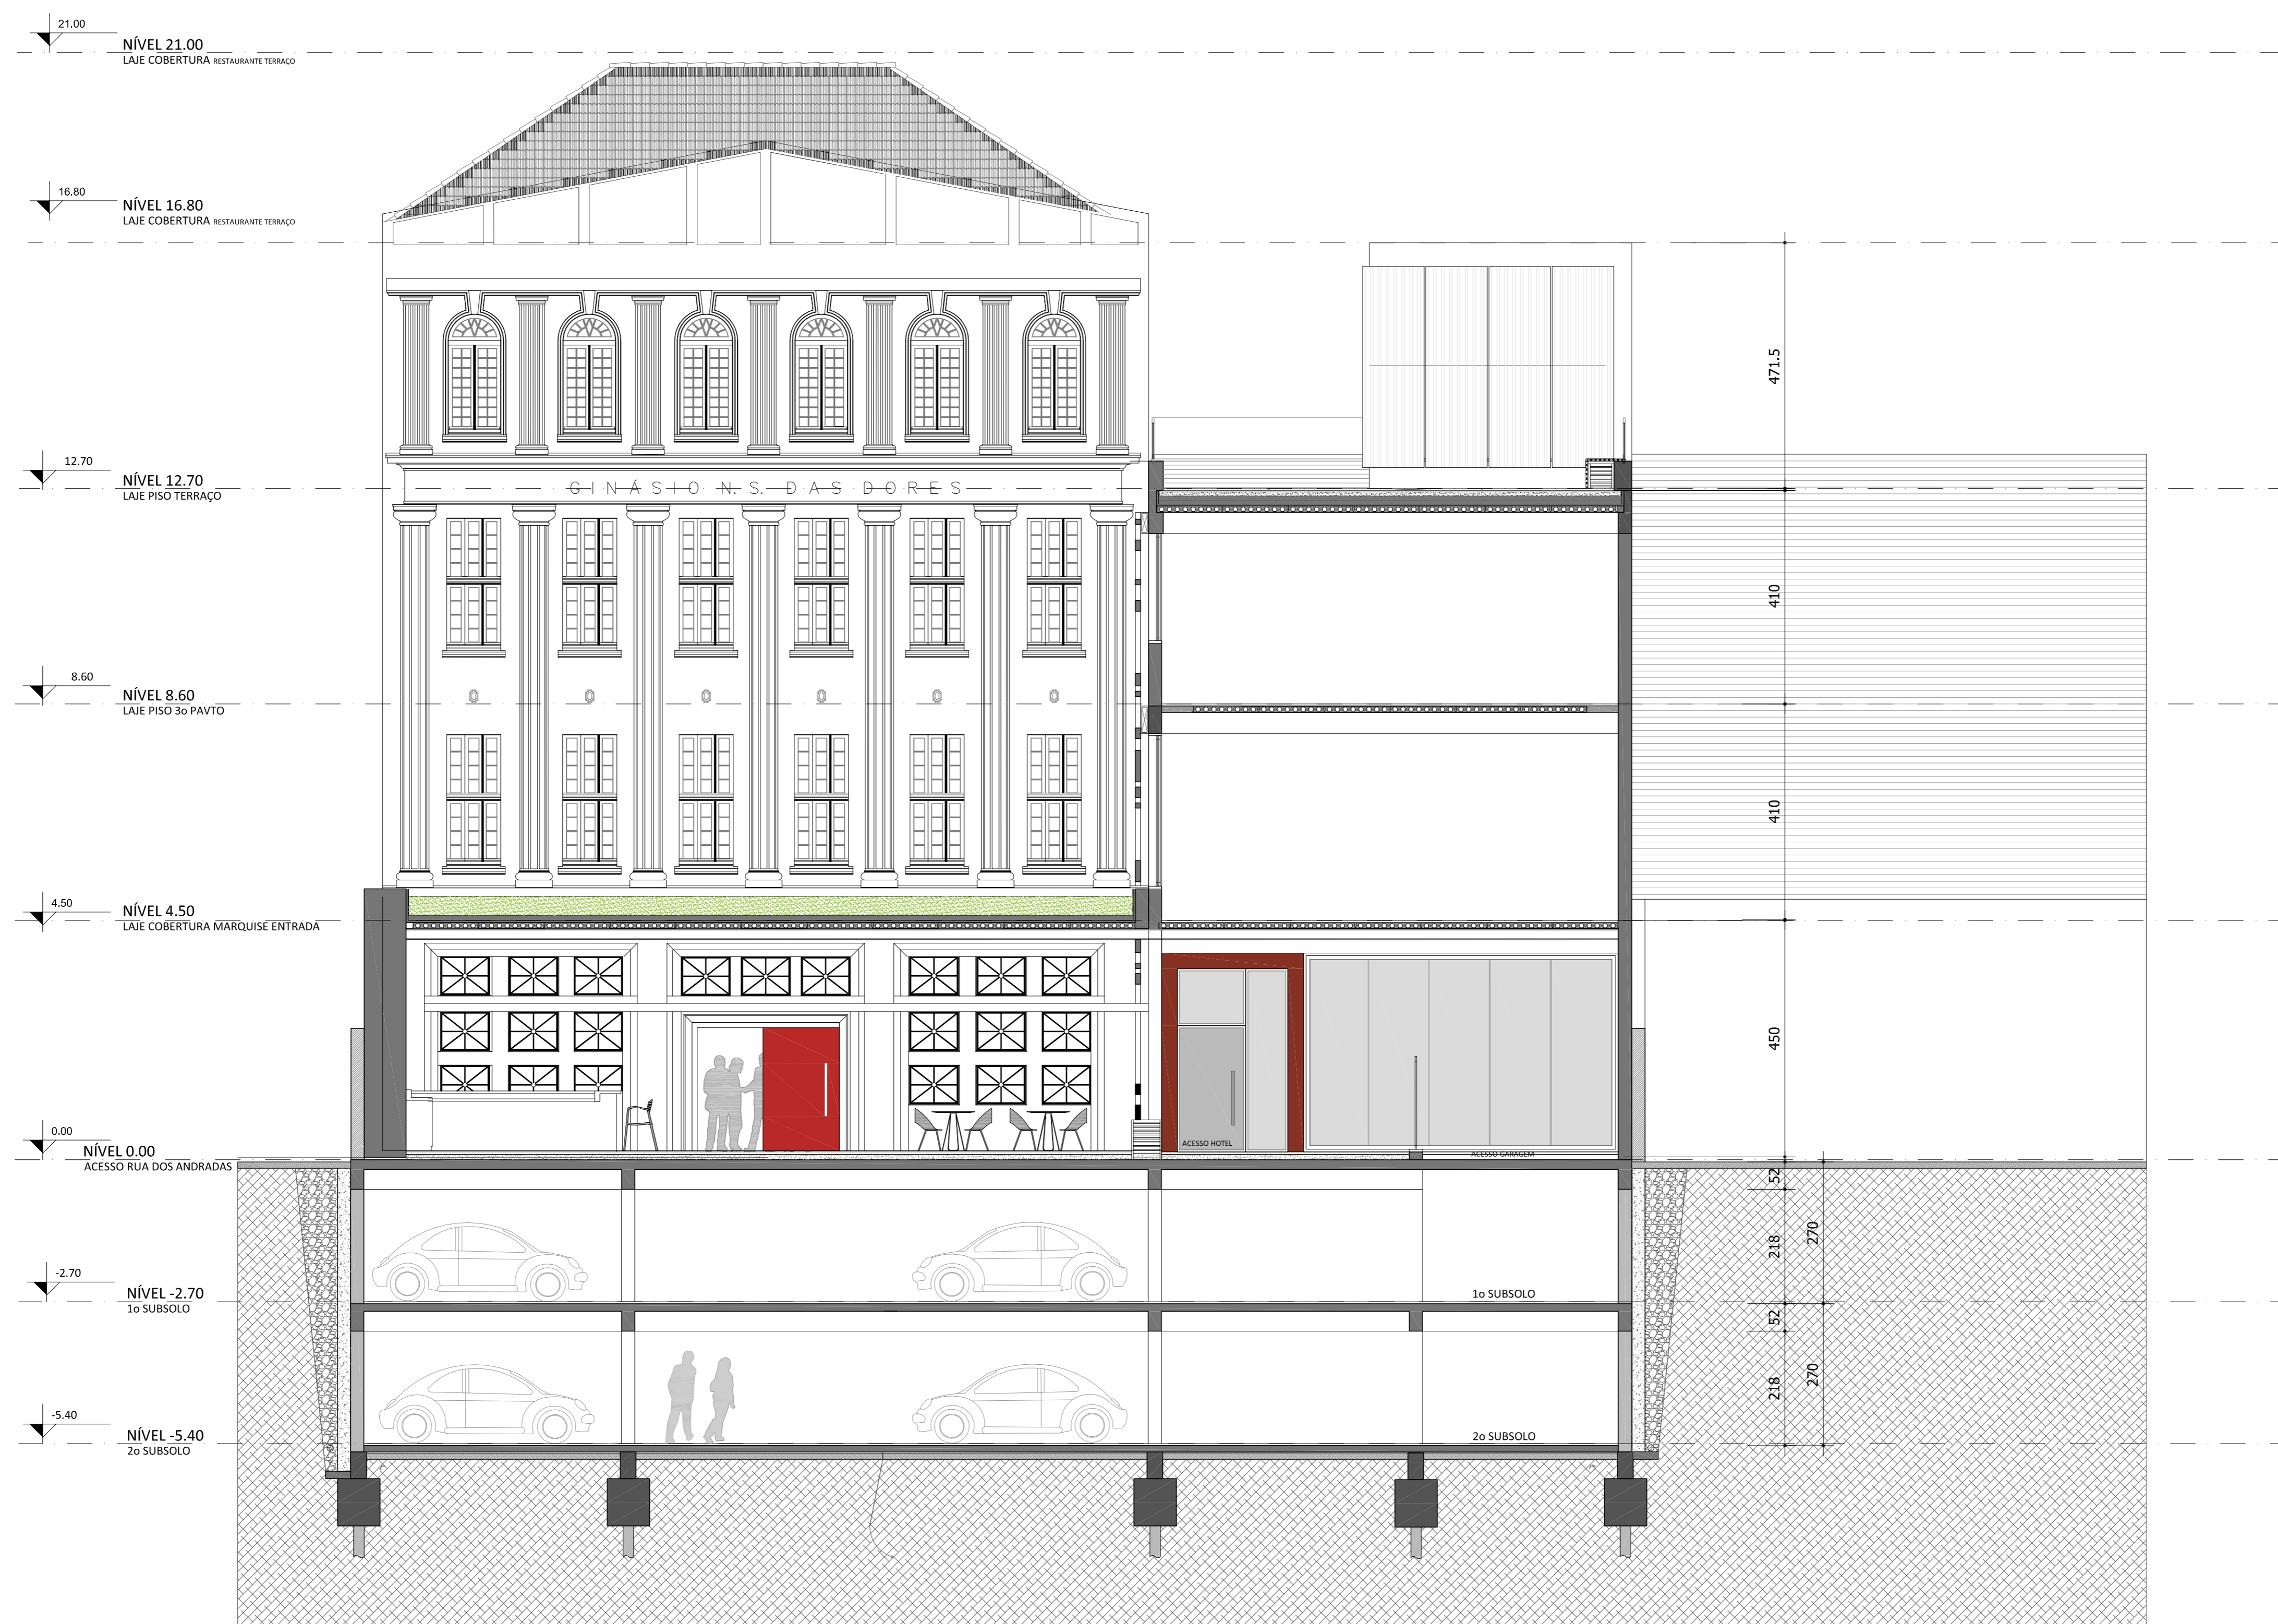 21.00
NÍVEL 21.00
LAJE COBERTURA RESTAURANTE TERRAÇO
16.80
NÍVEL 16.80
LAJE COBERTURA RESTAURANTE TERRAÇO
471.5
12.70
NÍVEL 12.70
LAJE PISO TERRAÇO
GINÁSIO N. S. DAS DORES
410
8.60
NÍVEL 8.60
LAJE PISO 3o PAVTO
410
4.50
NÍVEL 4.50
LAJE COBERTURA MARQUISE ENTRADA
450
0.00
NÍVEL 0.00
ACESSO RUA DOS ANDRADAS
ACESSO HOTEL
ACESSO GARAGEM
52
218
270
-2.70
NÍVEL -2.70
1o SUBSOLO
1o SUBSOLO
52
218
270
-5.40
NÍVEL -5.40
2o SUBSOLO
2o SUBSOLO